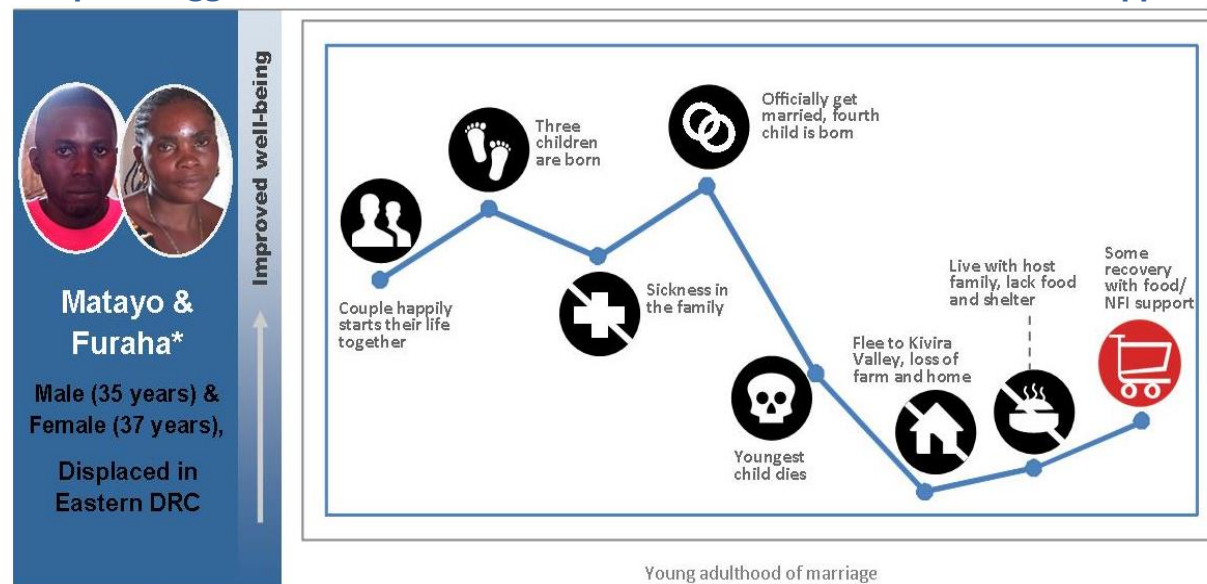 Improved well-being
Matayo &
Furaha*
Male (35 years) &
Female (37 years),
Displaced in
Eastern DRC
Couple happily
starts their life
together
Three
children
are born
Sickness in
the family
Officially get
married, fourth
child is born
Youngest
child dies
Flee to Kivira
Valley, loss of
farm and home
Live with host
family, lack food
and shelter
Some
recovery
with food/
NFI support
Young adulthood of marriage